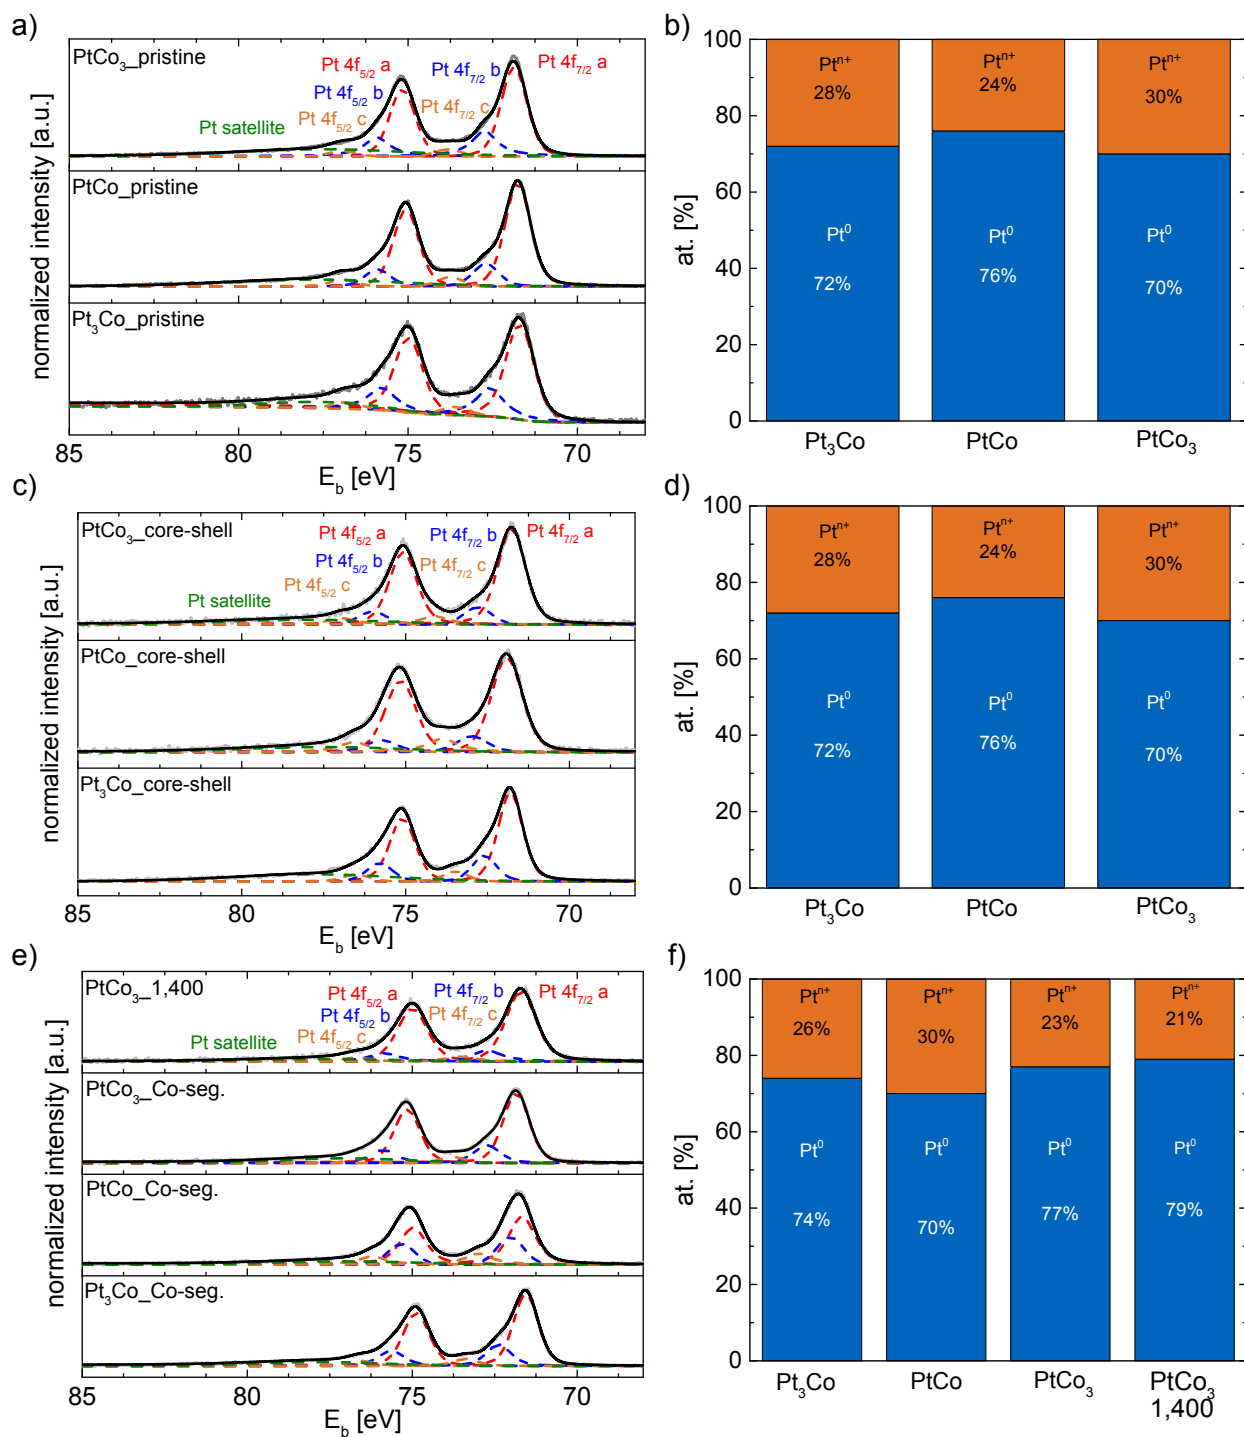 a)
PtCo₃_pristine
Pt 4f₅/₂ a
Pt 4f₇/₂ b
Pt 4f₇/₂ a
Pt 4f₅/₂ b
Pt 4f₅/₂ c
Pt 4f₇/₂ c
Pt satellite
PtCo_pristine
Pt₃Co_pristine
normalized intensity [a.u.]
85 80 75 70
E_b [eV]
b)
100
80
60
40
20
0
at. [%]
Ptⁿ⁺ Ptⁿ⁺ Ptⁿ⁺
28% 24% 30%
Pt⁰ Pt⁰ Pt⁰
72% 76% 70%
Pt₃Co PtCo PtCo₃
c)
PtCo₃_core-shell
Pt 4f₅/₂ a
Pt 4f₇/₂ b
Pt 4f₇/₂ a
Pt 4f₅/₂ b
Pt 4f₅/₂ c
Pt 4f₇/₂ c
Pt satellite
PtCo_core-shell
Pt₃Co_core-shell
normalized intensity [a.u.]
85 80 75 70
E_b [eV]
d)
100
80
60
40
20
0
at. [%]
Ptⁿ⁺ Ptⁿ⁺ Ptⁿ⁺
28% 24% 30%
Pt⁰ Pt⁰ Pt⁰
72% 76% 70%
Pt₃Co PtCo PtCo₃
e)
PtCo₃_1,400
Pt 4f₅/₂ a
Pt 4f₇/₂ b
Pt 4f₇/₂ a
Pt 4f₅/₂ b
Pt 4f₅/₂ c
Pt 4f₇/₂ c
Pt satellite
PtCo₃_Co-seg.
PtCo_Co-seg.
Pt₃Co_Co-seg.
normalized intensity [a.u.]
85 80 75 70
E_b [eV]
f)
100
80
60
40
20
0
at. [%]
Ptⁿ⁺ Ptⁿ⁺ Ptⁿ⁺ Ptⁿ⁺
26% 30% 23% 21%
Pt⁰ Pt⁰ Pt⁰ Pt⁰
74% 70% 77% 79%
Pt₃Co PtCo PtCo₃ PtCo₃
1,400